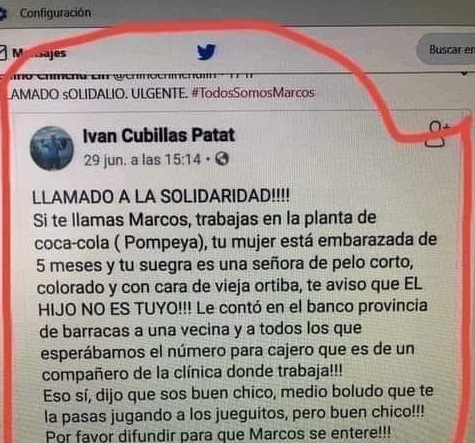 Configuración
Mensajes
Buscar en
LAMADO sOLIDALIO. ULGENTE. #TodosSomosMarcos
Ivan Cubillas Patat
29 jun. a las 15:14 ·
LLAMADO A LA SOLIDARIDAD!!!!
Si te llamas Marcos, trabajas en la planta de
coca-cola ( Pompeya), tu mujer está embarazada de
5 meses y tu suegra es una señora de pelo corto,
colorado y con cara de vieja ortiba, te aviso que EL
HIJO NO ES TUYO!!! Le contó en el banco provincia
de barracas a una vecina y a todos los que
esperábamos el número para cajero que es de un
compañero de la clínica donde trabaja!!!
Eso sí, dijo que sos buen chico, medio boludo que te
la pasas jugando a los jueguitos, pero buen chico!!!
Por favor difundir para que Marcos se entere!!!